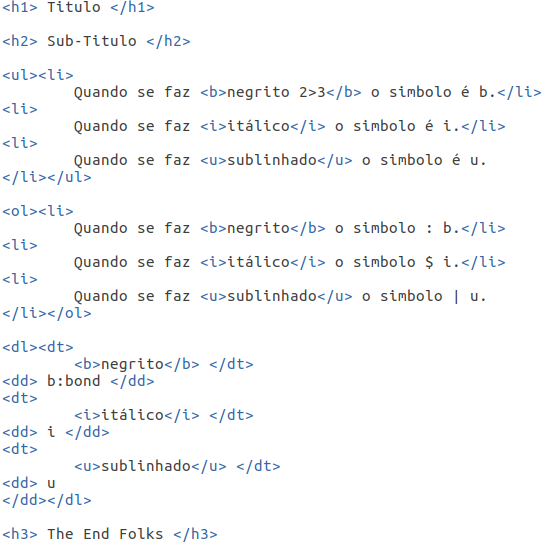 <h1> Titulo </h1>
<h2> Sub-Titulo </h2>
<ul><li>
Quando se faz <b>negrito 2>3</b> o simbolo é b.</li>
<li>
Quando se faz <i>itálico</i> o simbolo é i.</li>
<li>
Quando se faz <u>sublinhado</u> o simbolo é u.
</li></ul>
<ol><li>
Quando se faz <b>negrito</b> o simbolo : b.</li>
<li>
Quando se faz <i>itálico</i> o simbolo $ i.</li>
<li>
Quando se faz <u>sublinhado</u> o simbolo | u.
</li></ol>
<dl><dt>
<b>negrito</b> </dt>
<dd> b:bond </dd>
<dt>
<i>itálico</i> </dt>
<dd> i </dd>
<dt>
<u>sublinhado</u> </dt>
<dd> u
</dd></dl>
<h3> The End Folks </h3>